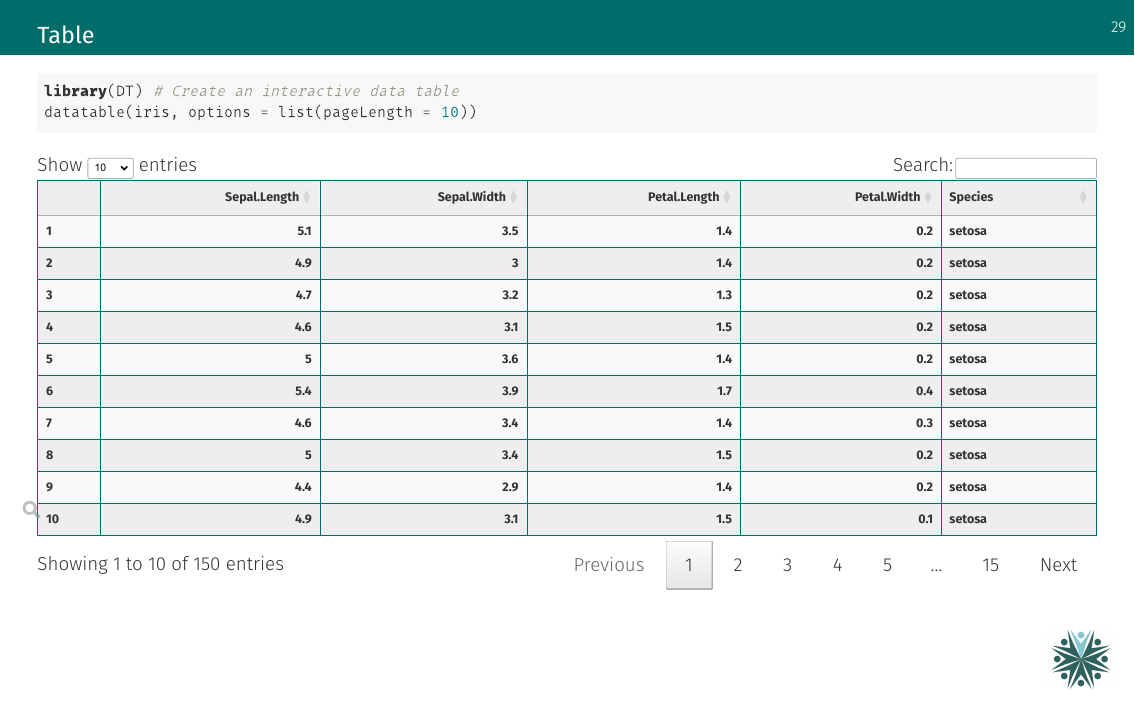 Table
29
library(DT) # Create an interactive data table
datatable(iris, options = list(pageLength = 10))
Show 10 entries
Search:
Sepal.Length Sepal.Width Petal.Length Petal.Width Species
1 5.1 3.5 1.4 0.2 setosa
2 4.9 3 1.4 0.2 setosa
3 4.7 3.2 1.3 0.2 setosa
4 4.6 3.1 1.5 0.2 setosa
5 5 3.6 1.4 0.2 setosa
6 5.4 3.9 1.7 0.4 setosa
7 4.6 3.4 1.4 0.3 setosa
8 5 3.4 1.5 0.2 setosa
9 4.4 2.9 1.4 0.2 setosa
10 4.9 3.1 1.5 0.1 setosa
Showing 1 to 10 of 150 entries
Previous 1 2 3 4 5 … 15 Next